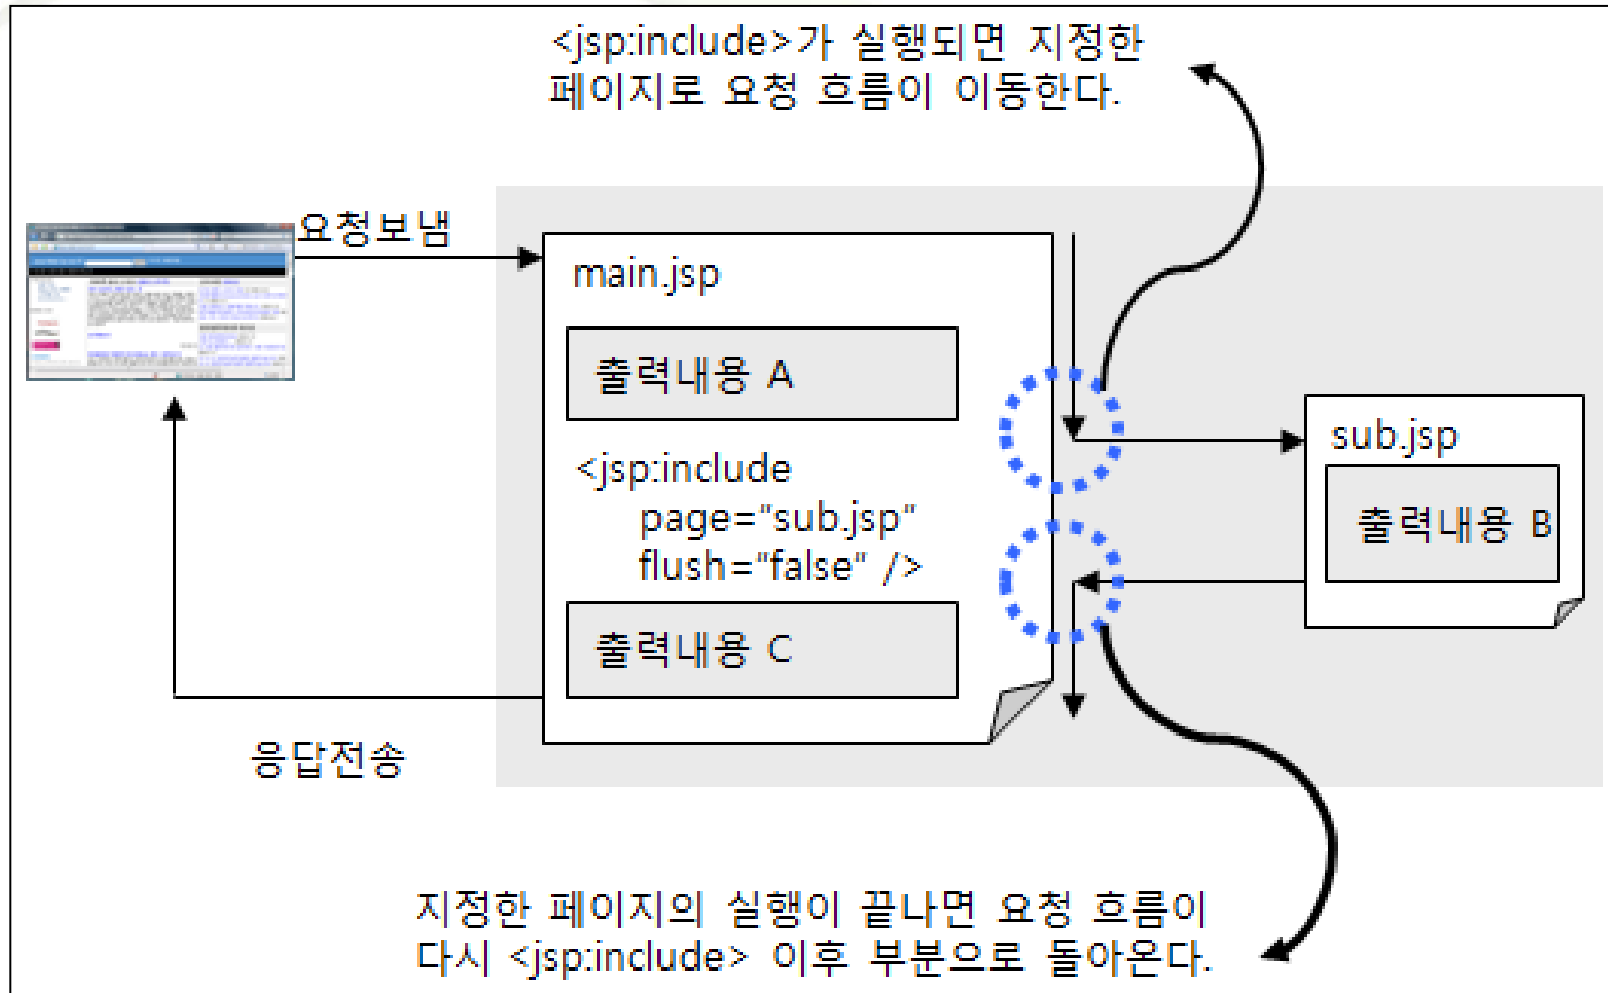 <jsp:include>가 실행되면 지정한
페이지로 요청 흐름이 이동한다.
요청보냄
main.jsp
출력내용 A
<jsp:include
page="sub.jsp"
flush="false" />
출력내용 C
sub.jsp
출력내용 B
응답전송
지정한 페이지의 실행이 끝나면 요청 흐름이
다시 <jsp:include> 이후 부분으로 돌아온다.